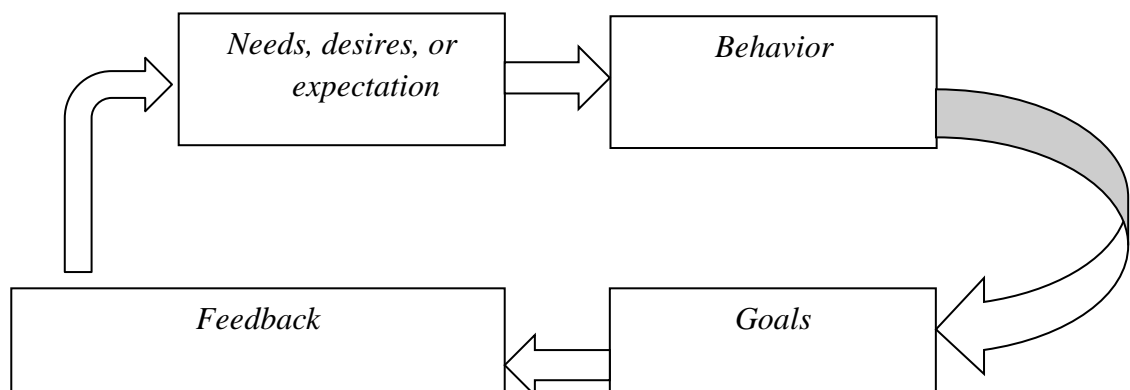 Needs, desires, or
expectation
Behavior
Feedback
Goals